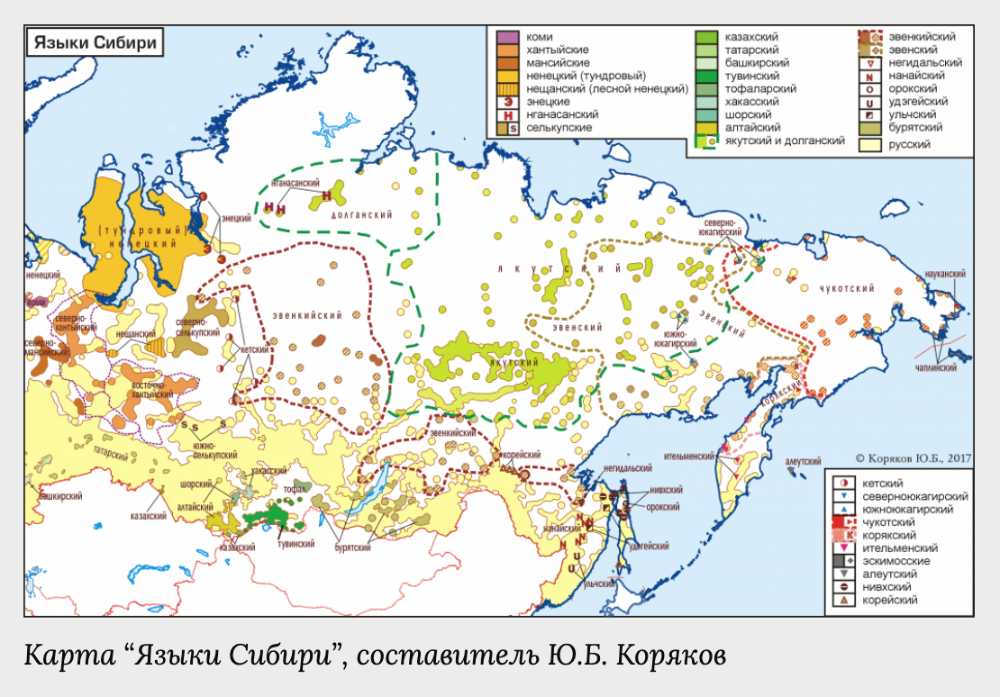 Языки Сибири
коми
хантыйские
мансийские
ненецкий (тундровый)
нещанский (лесной ненецкий)
Э энецкие
Н нганасанский
s селькупские
казахский
татарский
башкирский
тувинский
тофаларский
хакасский
шорский
алтайский
якутский и долганский
эвенкийский
эвенский
негидальский
N нанайский
орокский
U удэгейский
ульчский
бурятский
русский
нганасанский
Н Н Н
долганский
Э
энецкий
Э
Э
(тундровый)
ненецкий
ненецкий
коми
северно-
хантыйский
северно-
мансийский
нещанский
северно-
селькупский
восточно-
хантыйский
кетский
эвенкийский
якутский
эвенский
эвенский
якутский
северно-
юкагирский
южно-
юкагирский
чукотский
науканский
чаплинский
корякский
К
ительменский
алеутский
© Коряков Ю.Б., 2017
S S S
южно-
селькупский
татарский
башкирский
казахский
шорский
хакасский
алтайский
тофал.
казахский
тувинский
бурятский
эвенкийский
корейский
негидальский
нивхский
орокский
нанайский
удэгейский
ульчский
N N N N N
U U
кетский
северноюкагирский
южноюкагирский
чукотский
К корякский
ительменский
эскимосские
алеутский
нивхский
корейский
Карта “Языки Сибири”, составитель Ю.Б. Коряков